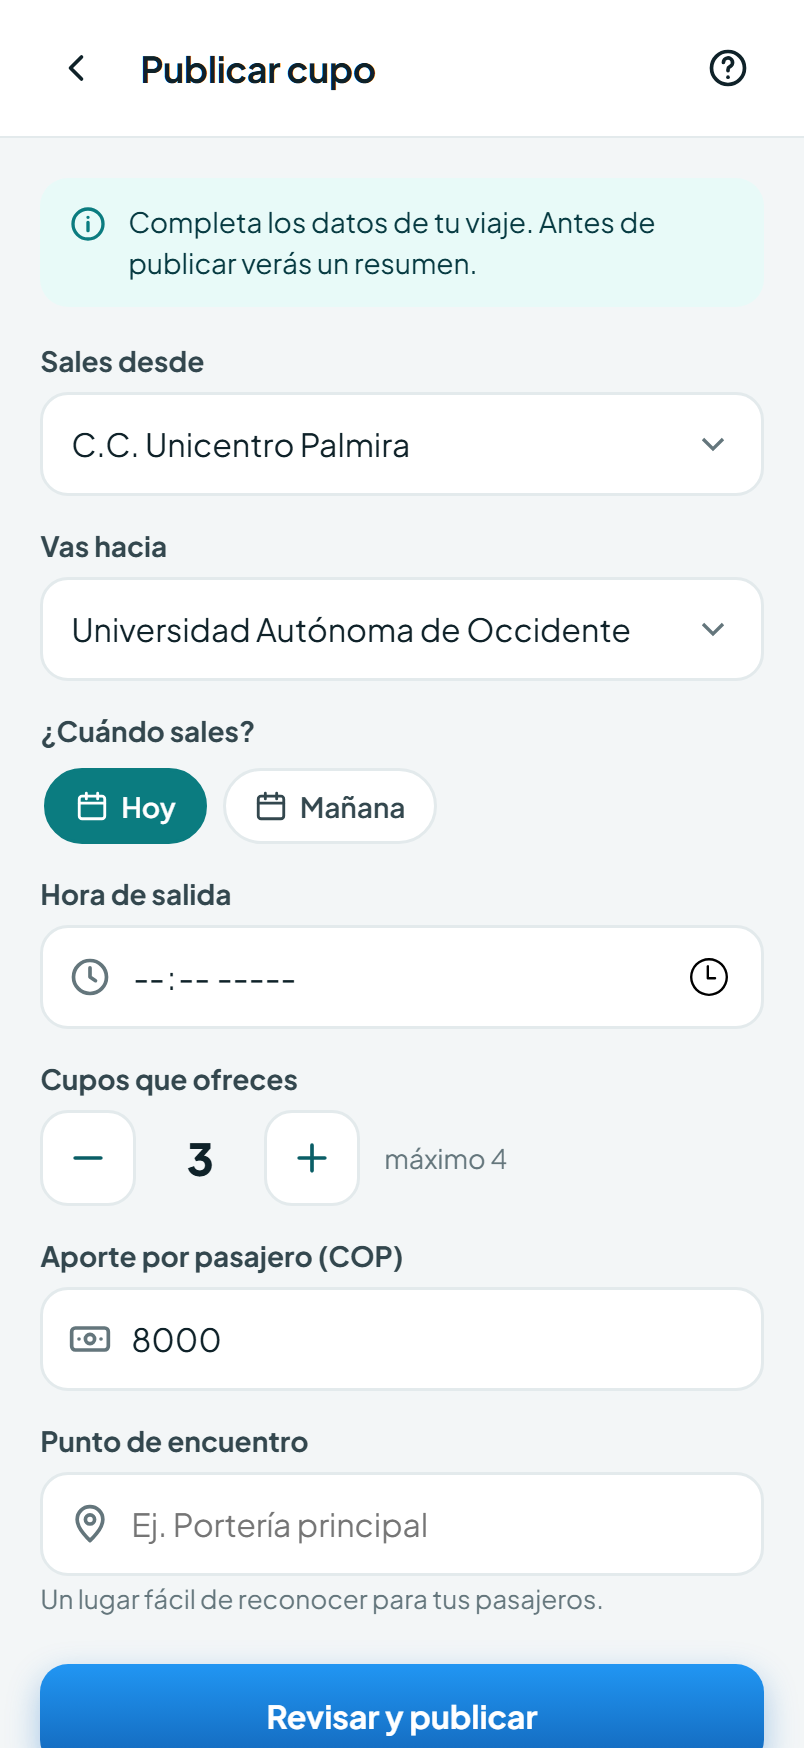 Publicar cupo
Completa los datos de tu viaje. Antes de
publicar verás un resumen.
Sales desde
C.C. Unicentro Palmira
Vas hacia
Universidad Autónoma de Occidente
¿Cuándo sales?
Hoy
Mañana
Hora de salida
--:-- -----
Cupos que ofreces
3
máximo 4
Aporte por pasajero (COP)
8000
Punto de encuentro
Ej. Portería principal
Un lugar fácil de reconocer para tus pasajeros.
Revisar y publicar